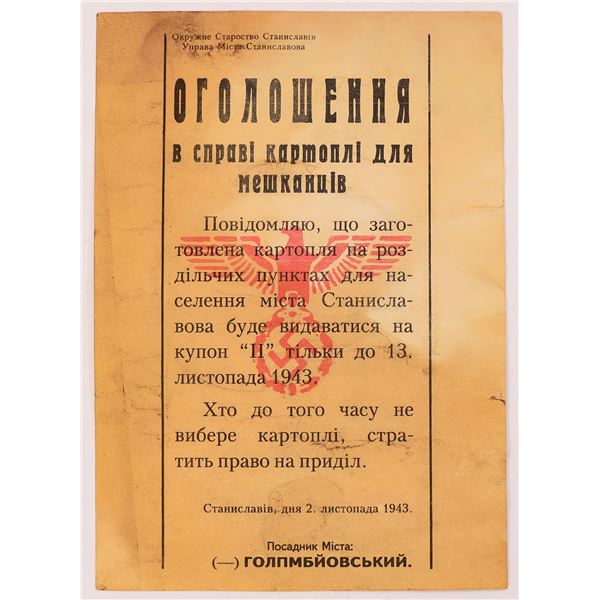 Окружне Староство Станиславів
Управа Міста Станиславова
ОГОЛОШЕННЯ
в справі картоплі для
мешканців
Повідомляю, що заго-
товлена картопля на роз-
дільчих пунктах для на-
селення міста Станисла-
вова буде видаватися на
купон “II” тільки до 13.
листопада 1943.
Хто до того часу не
вибере картоплі, стра-
тить право на приділ.
Станиславів, дня 2. листопада 1943.
Посадник Міста:
(—) ГОЛПМБЙОВСЬКИЙ.